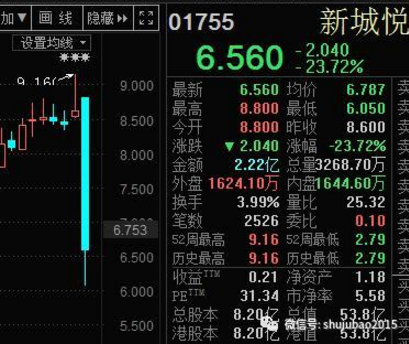 加▼ 画线 隐藏▶▶
设置均线
9.16
9.000
8.500
8.000
7.500
6.753
6.500
6.000
5.500
01755 新城悦
6.560 -2.040
-23.72%
最新 6.560 均价 6.787
最高 8.800 最低 6.050
今开 8.800 昨收 8.600
涨跌 ▼2.040 涨幅 -23.72%
金额 2.22亿 总量 3268.70万
外盘 1624.10万 内盘 1644.60万
换手 3.99% 量比 25.32
笔数 2526 委比 0.10
52周最高 9.16 52周最低 2.79
历史最高 9.16 历史最低 2.79
收益TTM 0.21 净资产 1.18
PETTM 31.34 市净率 5.58
总股本 8.20亿 总值 53.8亿
港股本 8.20亿 港值 53.8亿
微信号: shujubao2015